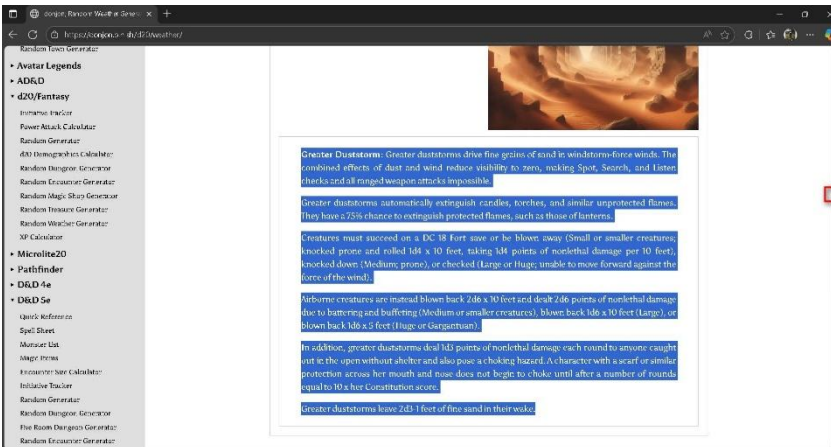 donjon; Random Weather Gener
https://donjon.bin.sh/d20/weather/
Random Town Generator
▸ Avatar Legends
▸ AD&D
▾ d20/Fantasy
Initiative Tracker
Power Attack Calculator
Random Generator
d20 Demographics Calculator
Random Dungeon Generator
Random Encounter Generator
Random Magic Shop Generator
Random Treasure Generator
Random Weather Generator
XP Calculator
▸ Microlite20
▸ Pathfinder
▸ D&D 4e
▾ D&D 5e
Quick Reference
Spell Sheet
Monster List
Magic Items
Encounter Size Calculator
Initiative Tracker
Random Generator
Random Dungeon Generator
Five Room Dungeon Generator
Random Encounter Generator
Greater Duststorm: Greater duststorms drive fine grains of sand in windstorm-force winds. The
combined effects of dust and wind reduce visibility to zero, making Spot, Search, and Listen
checks and all ranged weapon attacks impossible.
Greater duststorms automatically extinguish candles, torches, and similar unprotected flames.
They have a 75% chance to extinguish protected flames, such as those of lanterns.
Creatures must succeed on a DC 18 Fort save or be blown away (Small or smaller creatures;
knocked prone and rolled 1d4 x 10 feet, taking 1d4 points of nonlethal damage per 10 feet),
knocked down (Medium; prone), or checked (Large or Huge; unable to move forward against the
force of the wind).
Airborne creatures are instead blown back 2d6 x 10 feet and dealt 2d6 points of nonlethal damage
due to battering and buffeting (Medium or smaller creatures), blown back 1d6 x 10 feet (Large), or
blown back 1d6 x 5 feet (Huge or Gargantuan).
In addition, greater duststorms deal 1d3 points of nonlethal damage each round to anyone caught
out in the open without shelter and also pose a choking hazard. A character with a scarf or similar
protection across her mouth and nose does not begin to choke until after a number of rounds
equal to 10 x her Constitution score.
Greater duststorms leave 2d3-1 feet of fine sand in their wake.